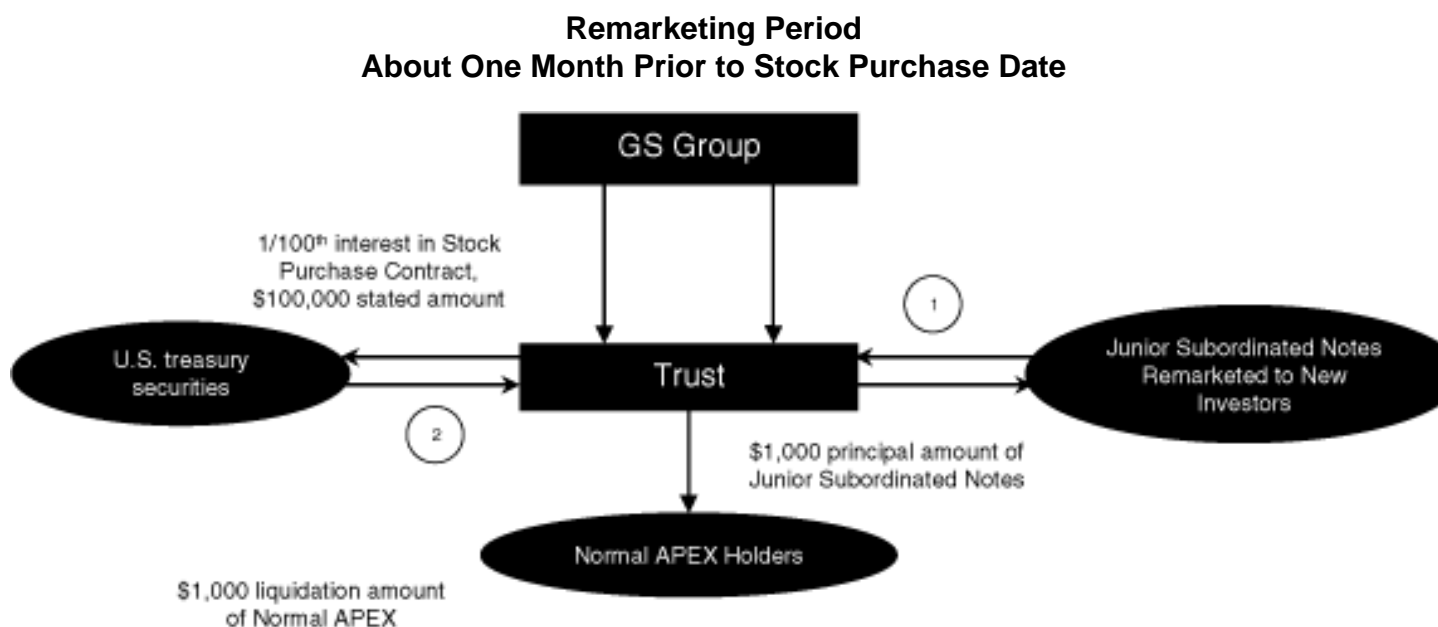 Remarketing Period
About One Month Prior to Stock Purchase Date
GS Group
1/100th interest in Stock
Purchase Contract,
$100,000 stated amount
1
U.S. treasury
securities
Trust
Junior Subordinated Notes
Remarketed to New
Investors
2
$1,000 principal amount of
Junior Subordinated Notes
Normal APEX Holders
$1,000 liquidation amount
of Normal APEX